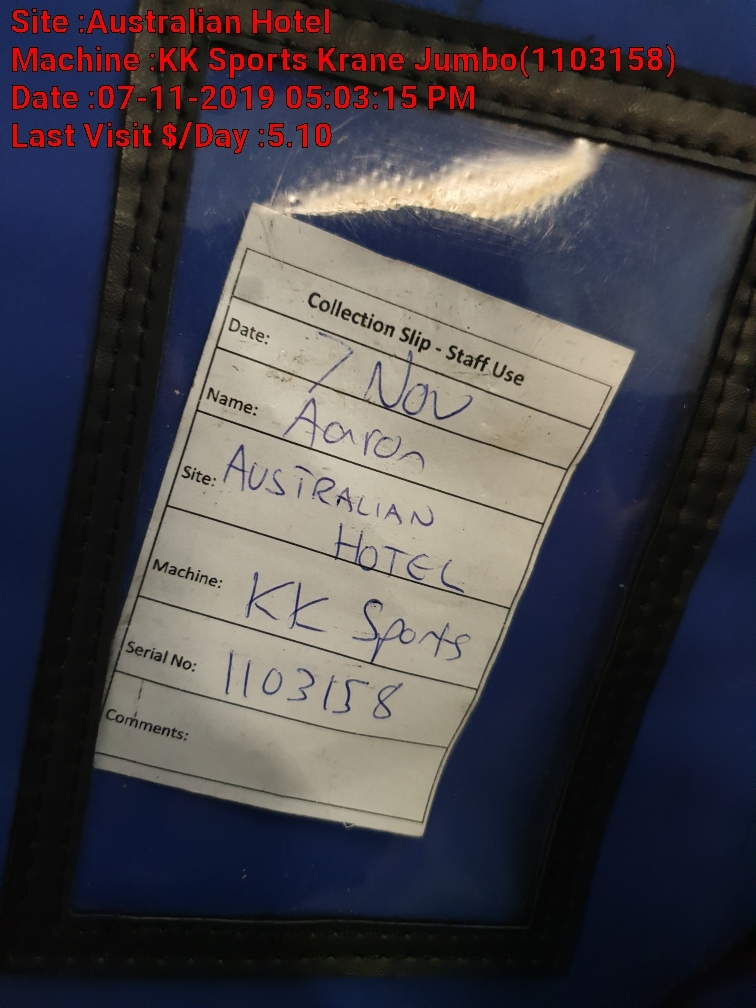 Site :Australian Hotel
Machine :KK Sports Krane Jumbo(1103158)
Date :07-11-2019 05:03:15 PM
Last Visit $/Day :5.10
Collection Slip - Staff Use
Date: 7 Nov
Name: Aaron
Site: AUSTRALIAN
HOTEL
Machine: KK Sports
Serial No: 1103158
Comments: